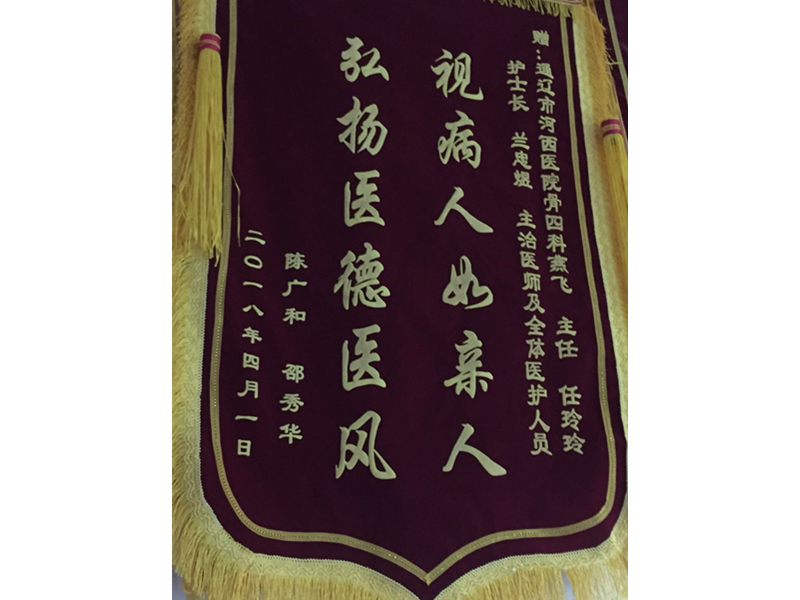 赠:通辽市河西医院骨四科燕飞 主任 任玲玲
护士长 兰忠煜 主治医师及全体医护人员
视病人如亲人
弘扬医德医风
陈广和 邵秀华
二〇一八年四月一日